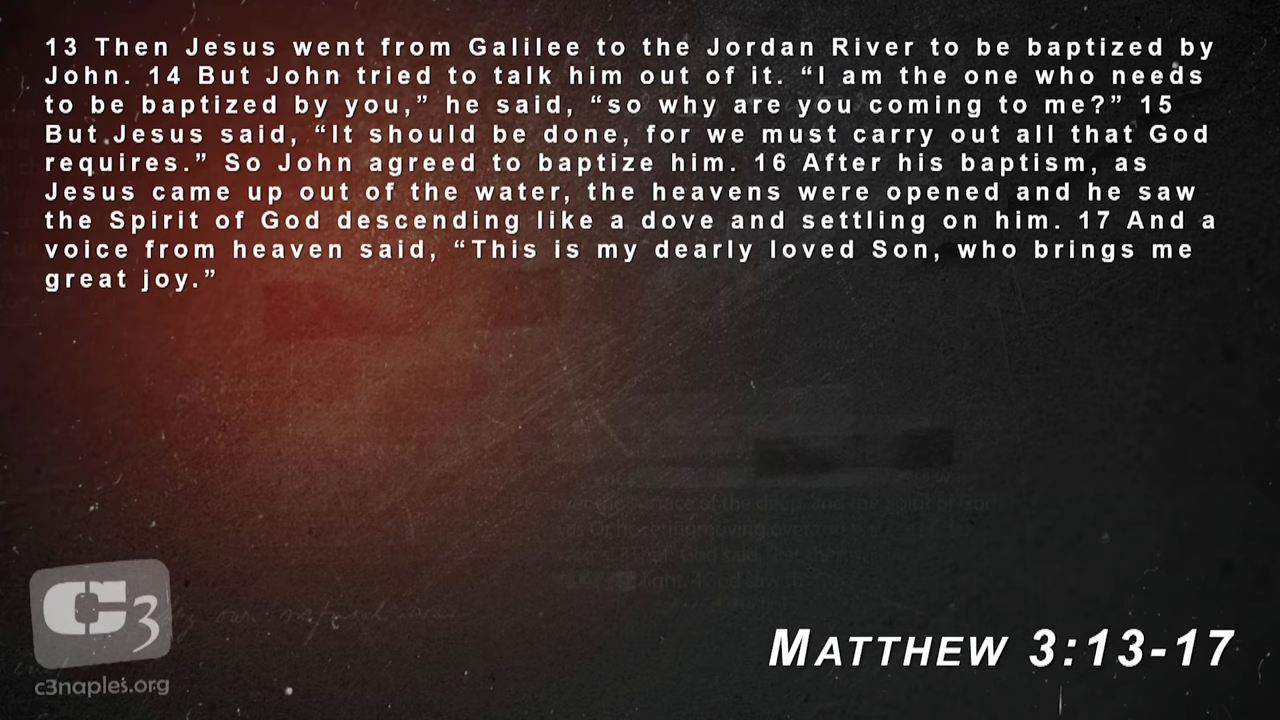 13 Then Jesus went from Galilee to the Jordan River to be baptized by
John. 14 But John tried to talk him out of it. “I am the one who needs
to be baptized by you,” he said, “so why are you coming to me?” 15
But Jesus said, “It should be done, for we must carry out all that God
requires.” So John agreed to baptize him. 16 After his baptism, as
Jesus came up out of the water, the heavens were opened and he saw
the Spirit of God descending like a dove and settling on him. 17 And a
voice from heaven said, “This is my dearly loved Son, who brings me
great joy.”
C3
c3naples.org
MATTHEW 3:13-17